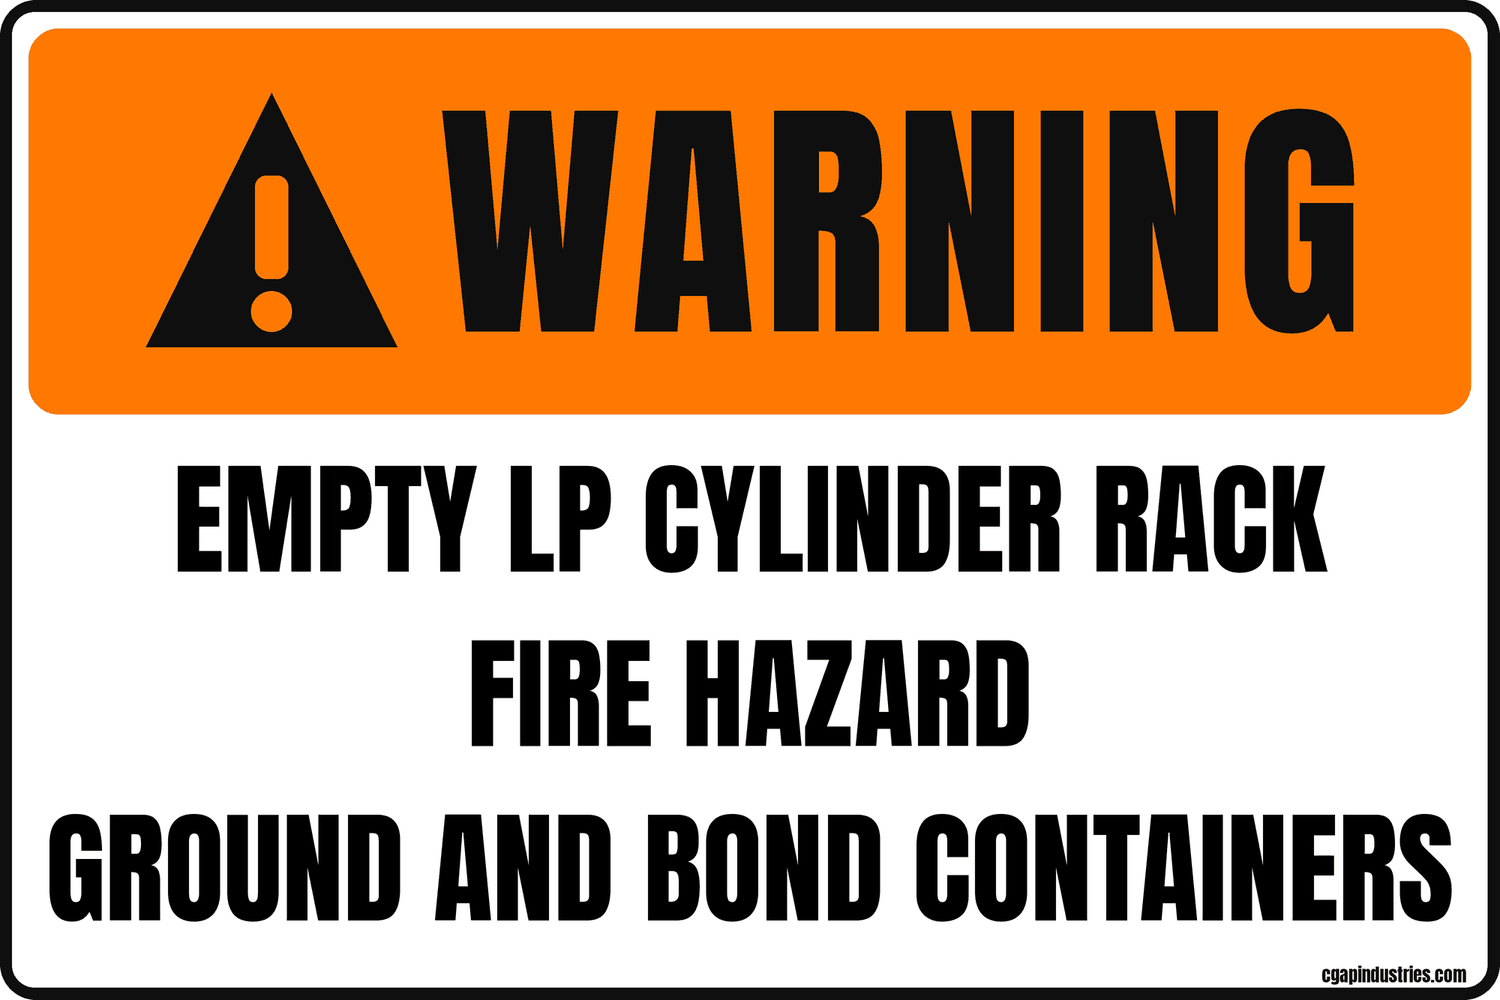 WARNING
EMPTY LP CYLINDER RACK
FIRE HAZARD
GROUND AND BOND CONTAINERS
cgapindustries.com